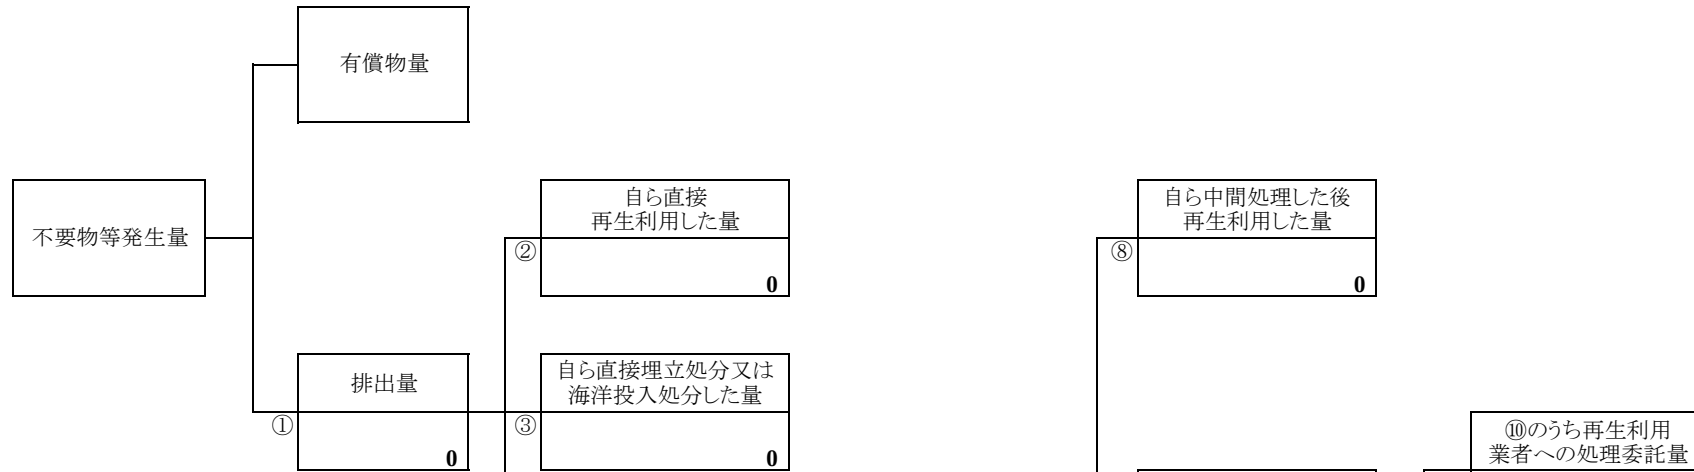 有償物量
不要物等発生量
自ら直接
再生利用した量
②
0
自ら中間処理した後
再生利用した量
⑧
0
排出量
①
0
自ら直接埋立処分又は
海洋投入処分した量
③
0
⑩のうち再生利用
業者への処理委託量